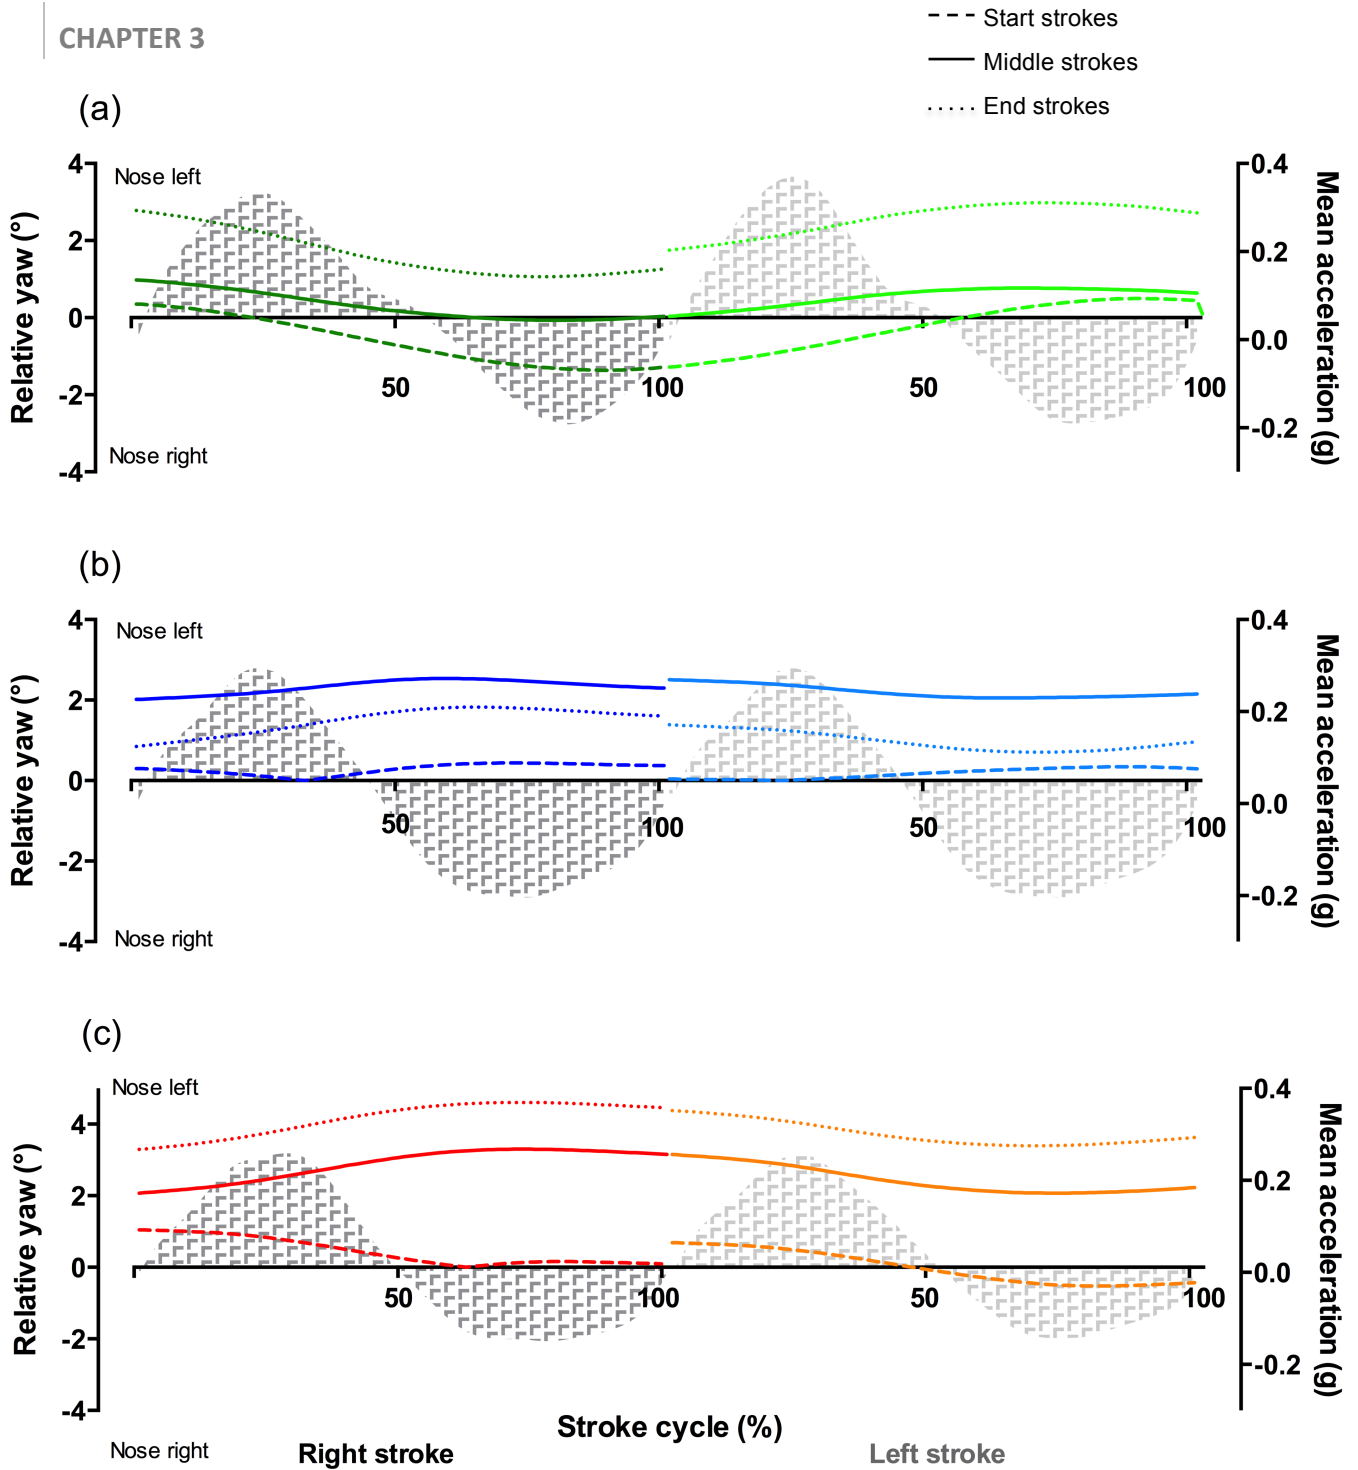 CHAPTER 3
Start strokes
Middle strokes
End strokes
(a)
Nose left
Nose right
4
2
0
-2
-4
Relative yaw (°)
50
100
50
100
0.4
0.2
0.0
-0.2
Mean acceleration (g)
(b)
Nose left
Nose right
4
2
0
-2
-4
Relative yaw (°)
50
100
50
100
0.4
0.2
0.0
-0.2
Mean acceleration (g)
(c)
Nose left
4
2
0
-2
-4
Relative yaw (°)
50
100
50
100
0.4
0.2
0.0
-0.2
Mean acceleration (g)
Stroke cycle (%)
Nose right
Right stroke
Left stroke